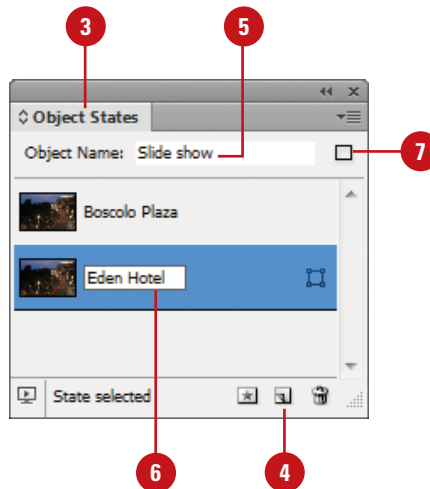 3 5
Object States
Object Name: Slide show
7
Boscolo Plaza
Eden Hotel
State selected
6 4